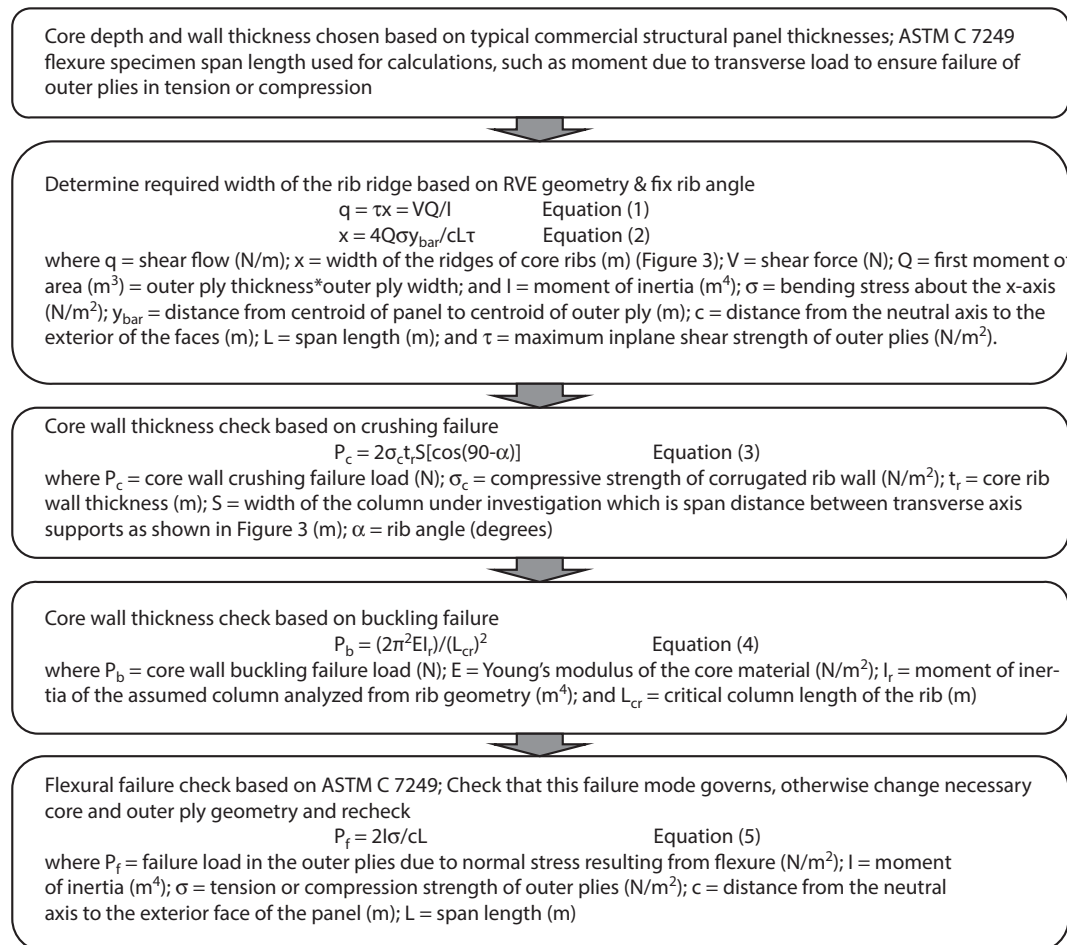 Core depth and wall thickness chosen based on typical commercial structural panel thicknesses; ASTM C 7249
flexure specimen span length used for calculations, such as moment due to transverse load to ensure failure of
outer plies in tension or compression
Determine required width of the rib ridge based on RVE geometry & fix rib angle
q = τx = VQ/I Equation (1)
x = 4Qσy_bar/cLτ Equation (2)
where q = shear flow (N/m); x = width of the ridges of core ribs (m) (Figure 3); V = shear force (N); Q = first moment of
area (m³) = outer ply thickness*outer ply width; and I = moment of inertia (m⁴); σ = bending stress about the x-axis
(N/m²); y_bar = distance from centroid of panel to centroid of outer ply (m); c = distance from the neutral axis to the
exterior of the faces (m); L = span length (m); and τ = maximum inplane shear strength of outer plies (N/m²).
Core wall thickness check based on crushing failure
P_c = 2σ_c t_r S[cos(90-α)] Equation (3)
where P_c = core wall crushing failure load (N); σ_c = compressive strength of corrugated rib wall (N/m²); t_r = core rib
wall thickness (m); S = width of the column under investigation which is span distance between transverse axis
supports as shown in Figure 3 (m); α = rib angle (degrees)
Core wall thickness check based on buckling failure
P_b = (2π²EI_r)/(L_cr)² Equation (4)
where P_b = core wall buckling failure load (N); E = Young's modulus of the core material (N/m²); I_r = moment of iner-
tia of the assumed column analyzed from rib geometry (m⁴); and L_cr = critical column length of the rib (m)
Flexural failure check based on ASTM C 7249; Check that this failure mode governs, otherwise change necessary
core and outer ply geometry and recheck
P_f = 2Iσ/cL Equation (5)
where P_f = failure load in the outer plies due to normal stress resulting from flexure (N/m²); I = moment
of inertia (m⁴); σ = tension or compression strength of outer plies (N/m²); c = distance from the neutral
axis to the exterior face of the panel (m); L = span length (m)